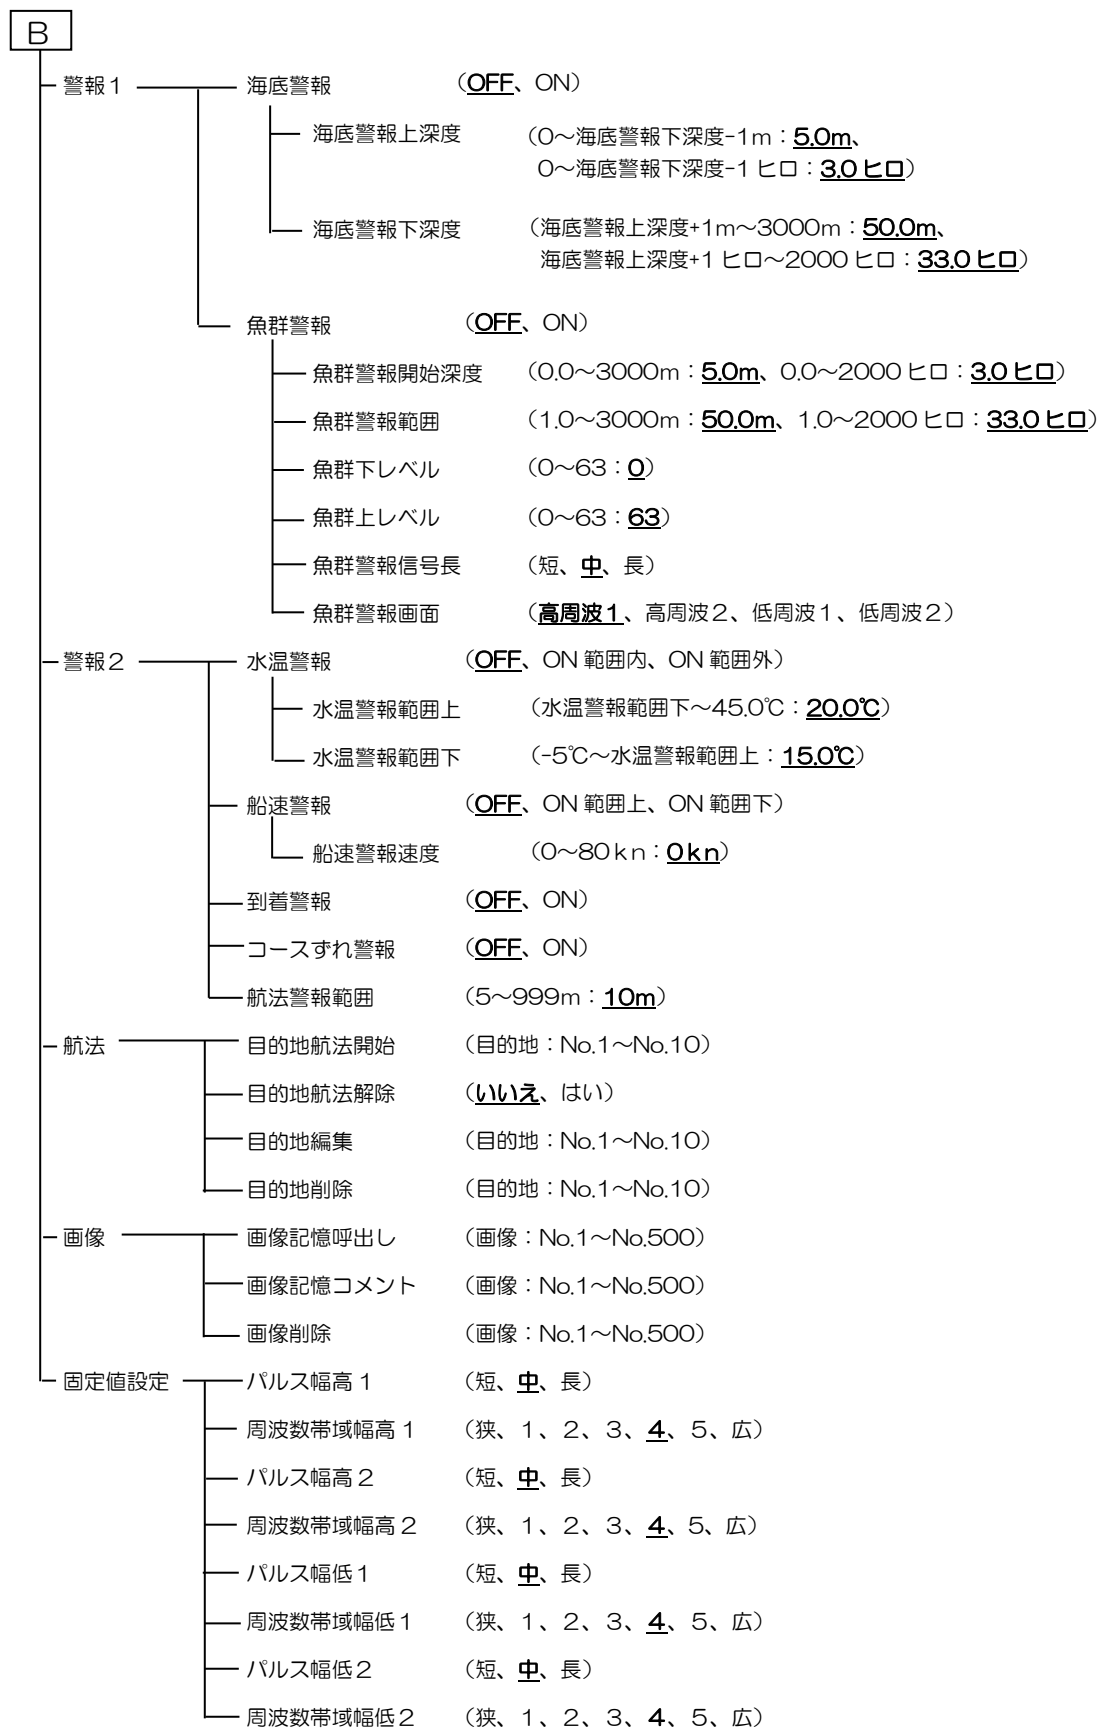 B
警報1 海底警報 (OFF、ON)
海底警報上深度 (0～海底警報下深度-1m：5.0m、
0～海底警報下深度-1ヒロ：3.0ヒロ)
海底警報下深度 (海底警報上深度+1m～3000m：50.0m、
海底警報上深度+1ヒロ～2000ヒロ：33.0ヒロ)
魚群警報 (OFF、ON)
魚群警報開始深度 (0.0～3000m：5.0m、0.0～2000ヒロ：3.0ヒロ)
魚群警報範囲 (1.0～3000m：50.0m、1.0～2000ヒロ：33.0ヒロ)
魚群下レベル (0～63：0)
魚群上レベル (0～63：63)
魚群警報信号長 (短、中、長)
魚群警報画面 (高周波1、高周波2、低周波1、低周波2)
警報2 水温警報 (OFF、ON 範囲内、ON 範囲外)
水温警報範囲上 (水温警報範囲下～45.0℃：20.0℃)
水温警報範囲下 (-5℃～水温警報範囲上：15.0℃)
船速警報 (OFF、ON 範囲上、ON 範囲下)
船速警報速度 (0～80kn：0kn)
到着警報 (OFF、ON)
コースずれ警報 (OFF、ON)
航法警報範囲 (5～999m：10m)
航法 目的地航法開始 (目的地：No.1～No.10)
目的地航法解除 (いいえ、はい)
目的地編集 (目的地：No.1～No.10)
目的地削除 (目的地：No.1～No.10)
画像 画像記憶呼出し (画像：No.1～No.500)
画像記憶コメント (画像：No.1～No.500)
画像削除 (画像：No.1～No.500)
固定値設定 パルス幅高1 (短、中、長)
周波数帯域幅高1 (狭、1、2、3、4、5、広)
パルス幅高2 (短、中、長)
周波数帯域幅高2 (狭、1、2、3、4、5、広)
パルス幅低1 (短、中、長)
周波数帯域幅低1 (狭、1、2、3、4、5、広)
パルス幅低2 (短、中、長)
周波数帯域幅低2 (狭、1、2、3、4、5、広)